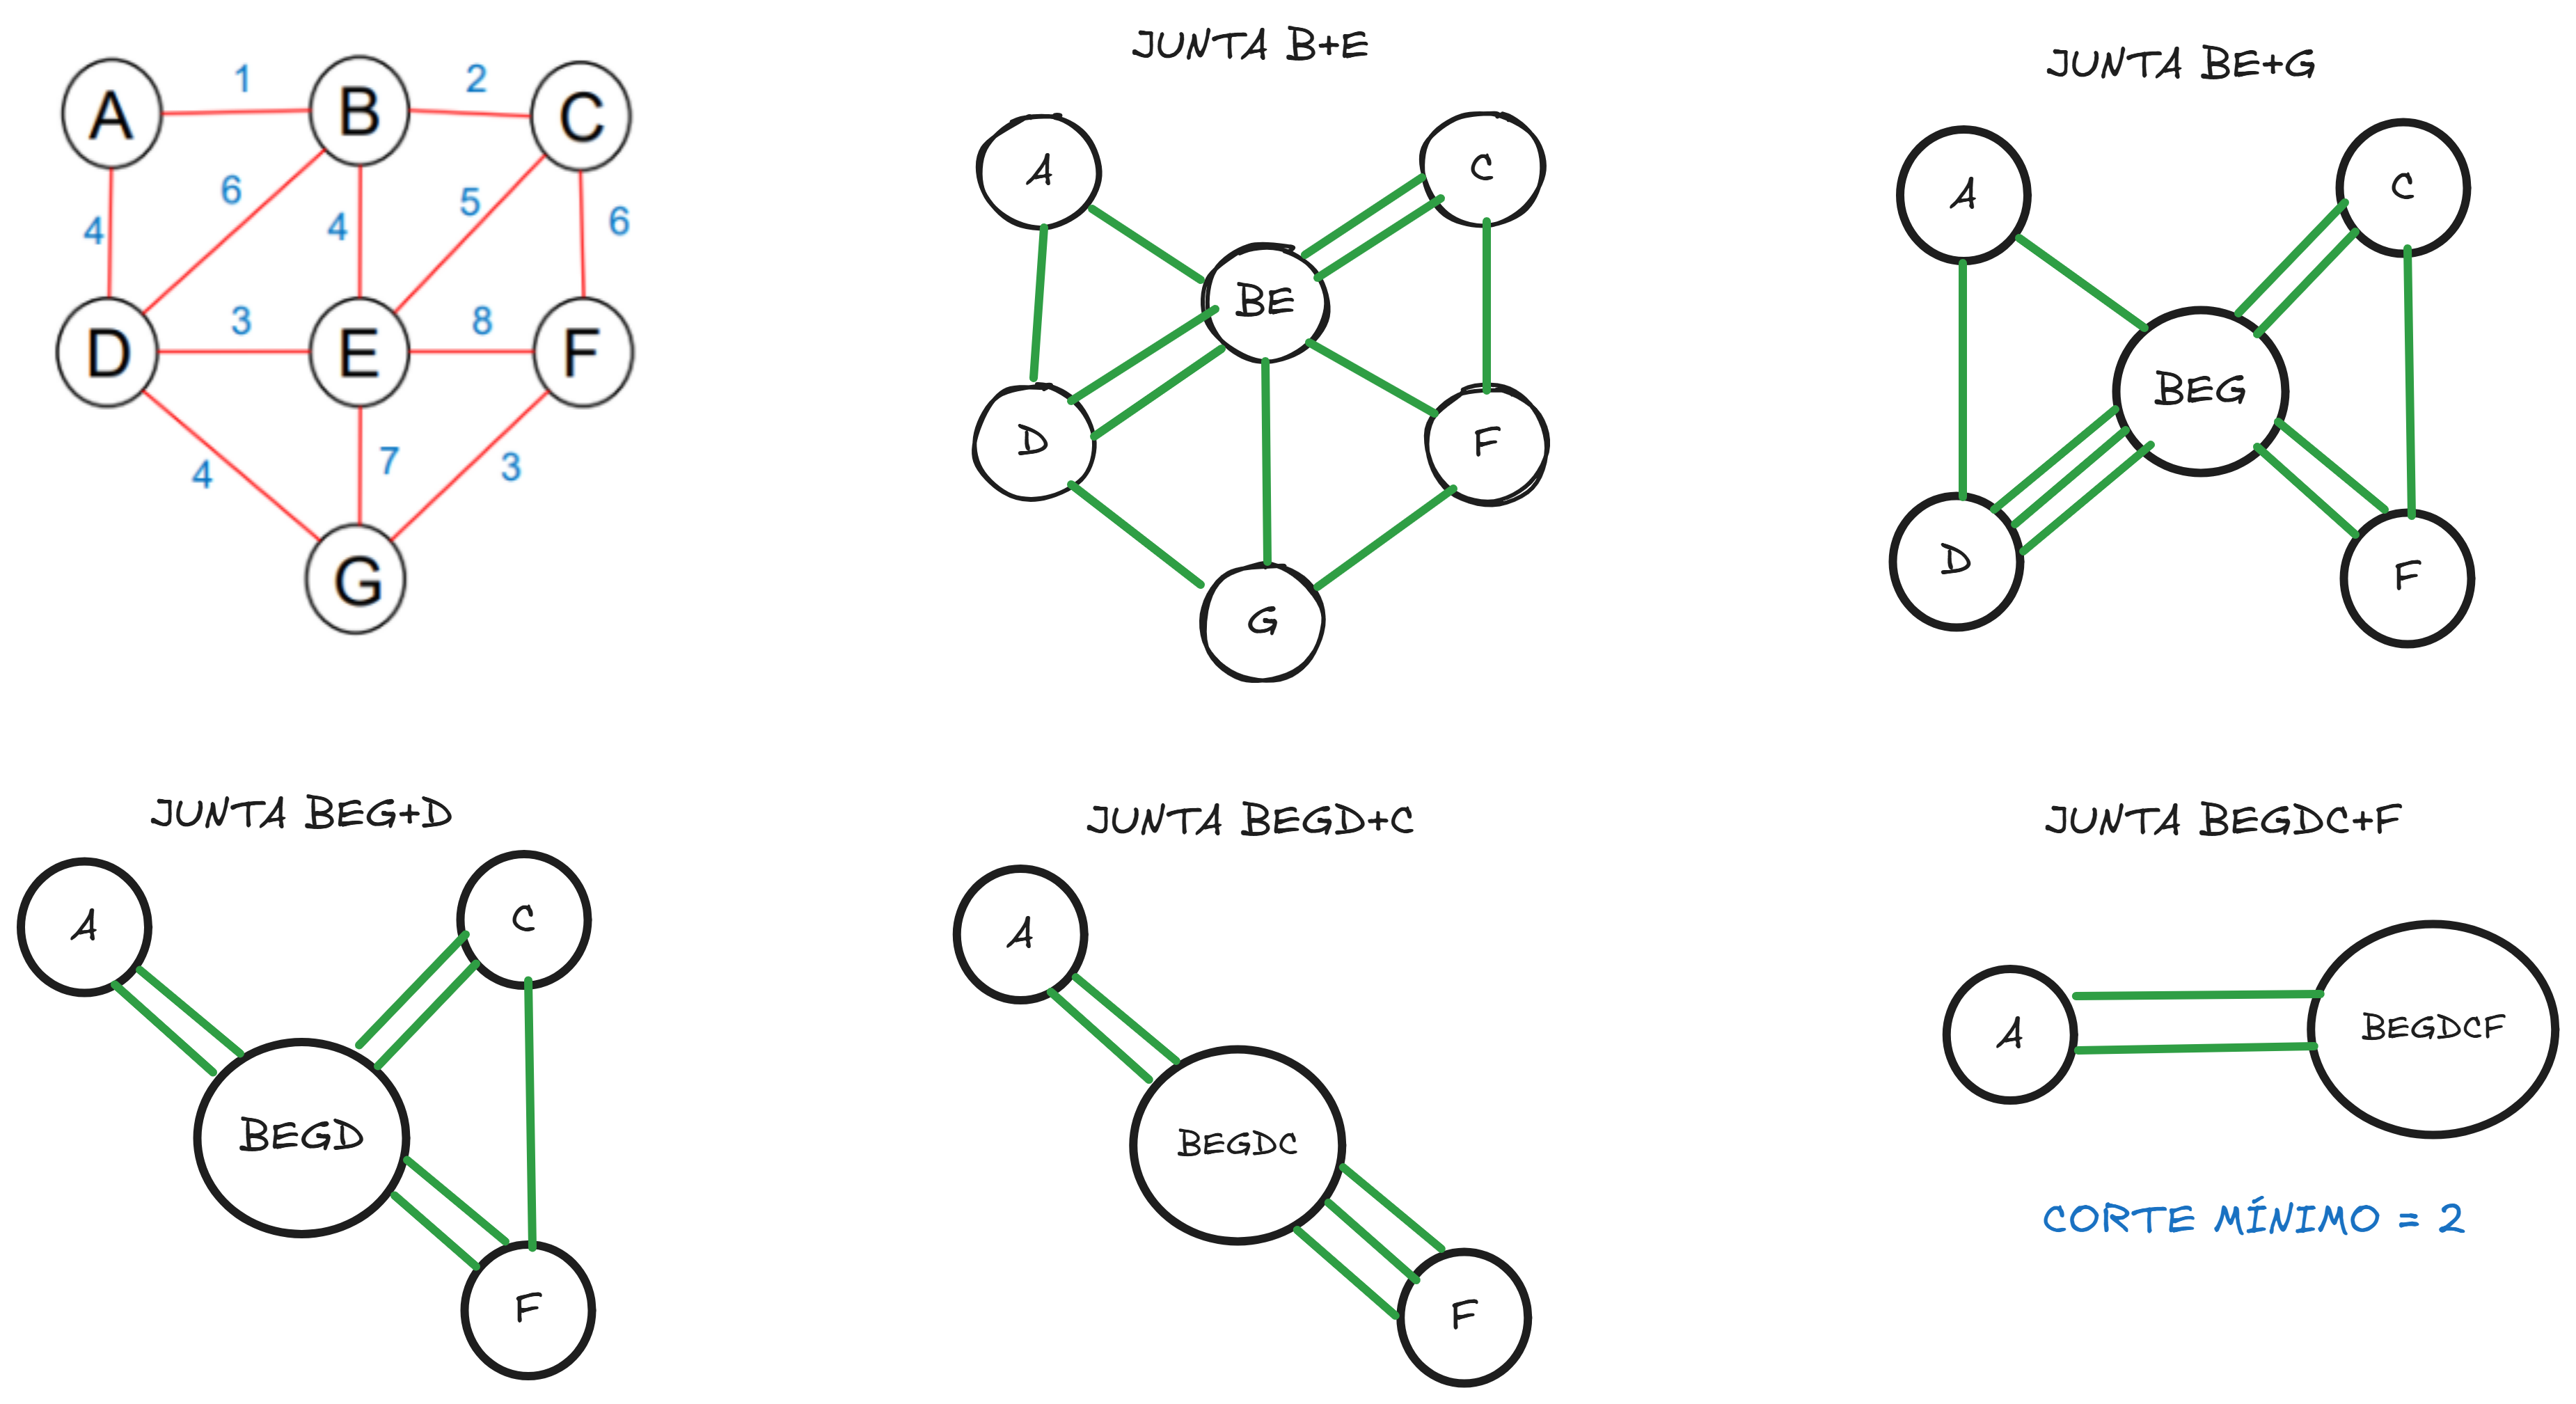 1
2
A
B
C
6
4
4
5
6
3
8
D
E
F
4
7
3
G
JUNTA B+E
A
C
BE
D
F
G
JUNTA BE+G
A
C
BEG
D
F
JUNTA BEG+D
A
C
BEGD
F
JUNTA BEGD+C
A
BEGDC
F
JUNTA BEGDC+F
A
BEGDCF
CORTE MÍNIMO = 2